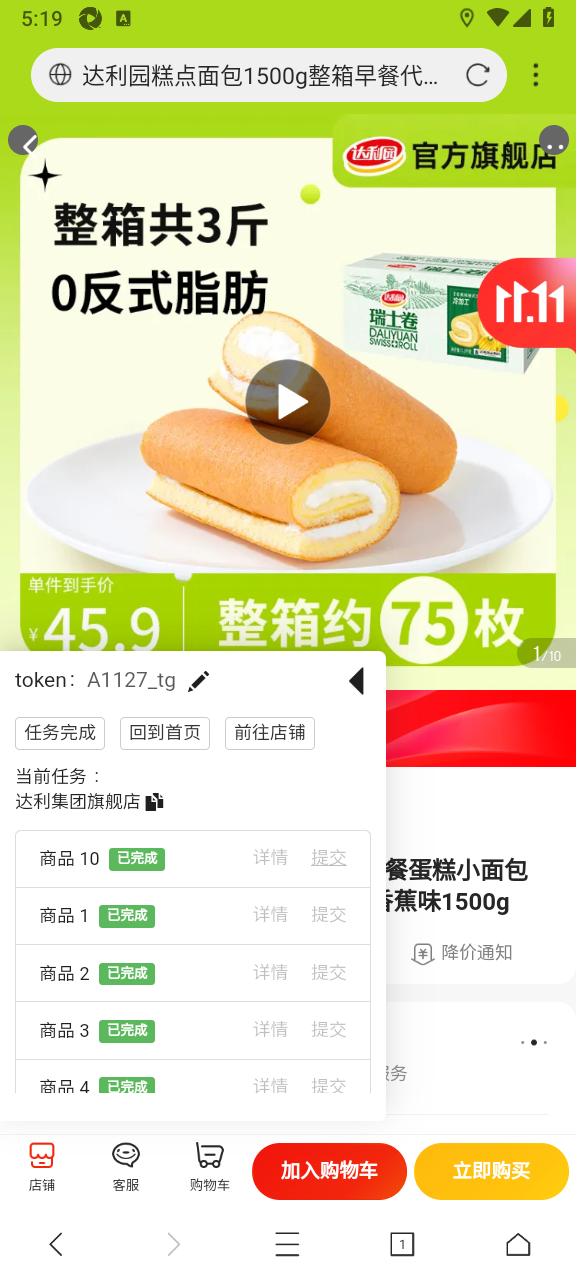 5:19
A
达利园糕点面包1500g整箱早餐代…
达利园 官方旗舰店
整箱共3斤
0反式脂肪
达利园
瑞士卷
DALIYUAN
SWISS ROLL
11.11
单件到手价
¥45.9
整箱约75枚
1/10
token: A1127_tg
任务完成 回到首页 前往店铺
当前任务：
达利集团旗舰店
商品 10 已完成 详情 提交
商品 1 已完成 详情 提交
商品 2 已完成 详情 提交
商品 3 已完成 详情 提交
商品 4 已完成 详情 提交
餐蛋糕小面包
香蕉味1500g
降价通知
服务
店铺 客服 购物车 加入购物车 立即购买
1